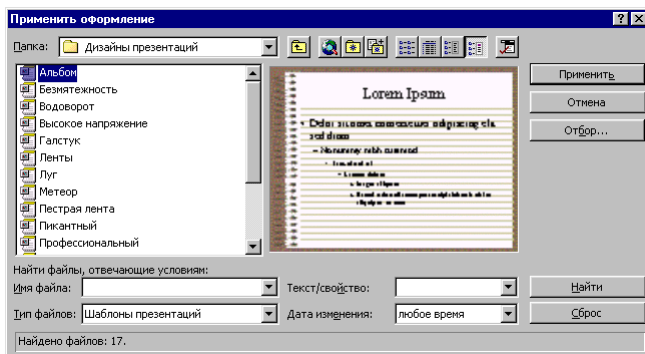 Применить оформление
Папка: Дизайны презентаций
Альбом
Безмятежность
Водоворот
Высокое напряжение
Галстук
Ленты
Луг
Метеор
Пестрая лента
Пикантный
Профессиональный
Lorem Ipsum
Применить
Отмена
Отбор...
Найти файлы, отвечающие условиям:
Имя файла: Текст/свойство: Найти
Тип файлов: Шаблоны презентаций Дата изменения: любое время Сброс
Найдено файлов: 17.